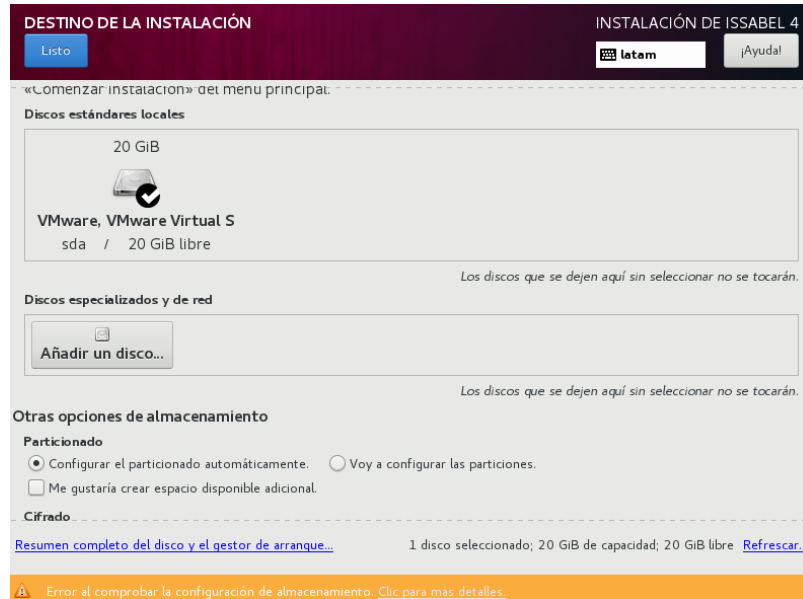 DESTINO DE LA INSTALACIÓN
INSTALACIÓN DE ISSABEL 4
Listo
latam
¡Ayuda!
«Comenzar instalación» del menú principal.
Discos estándares locales
20 GiB
VMware, VMware Virtual S
sda / 20 GiB libre
Los discos que se dejen aquí sin seleccionar no se tocarán.
Discos especializados y de red
Añadir un disco...
Los discos que se dejen aquí sin seleccionar no se tocarán.
Otras opciones de almacenamiento
Particionado
Configurar el particionado automáticamente. Voy a configurar las particiones.
Me gustaría crear espacio disponible adicional.
Cifrado
Resumen completo del disco y el gestor de arranque... 1 disco seleccionado; 20 GiB de capacidad; 20 GiB libre Refrescar..
Error al comprobar la configuración de almacenamiento. Clic para más detalles.